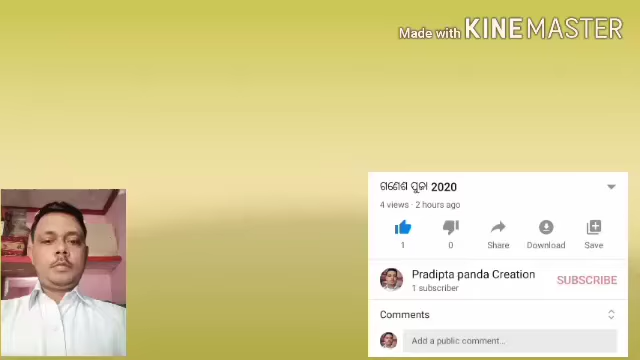 Made with KINEMASTER
ଗଣେଶ ପୁଜା 2020
4 views · 2 hours ago
1 0 Share Download Save
Pradipta panda Creation SUBSCRIBE
1 subscriber
Comments
Add a public comment...